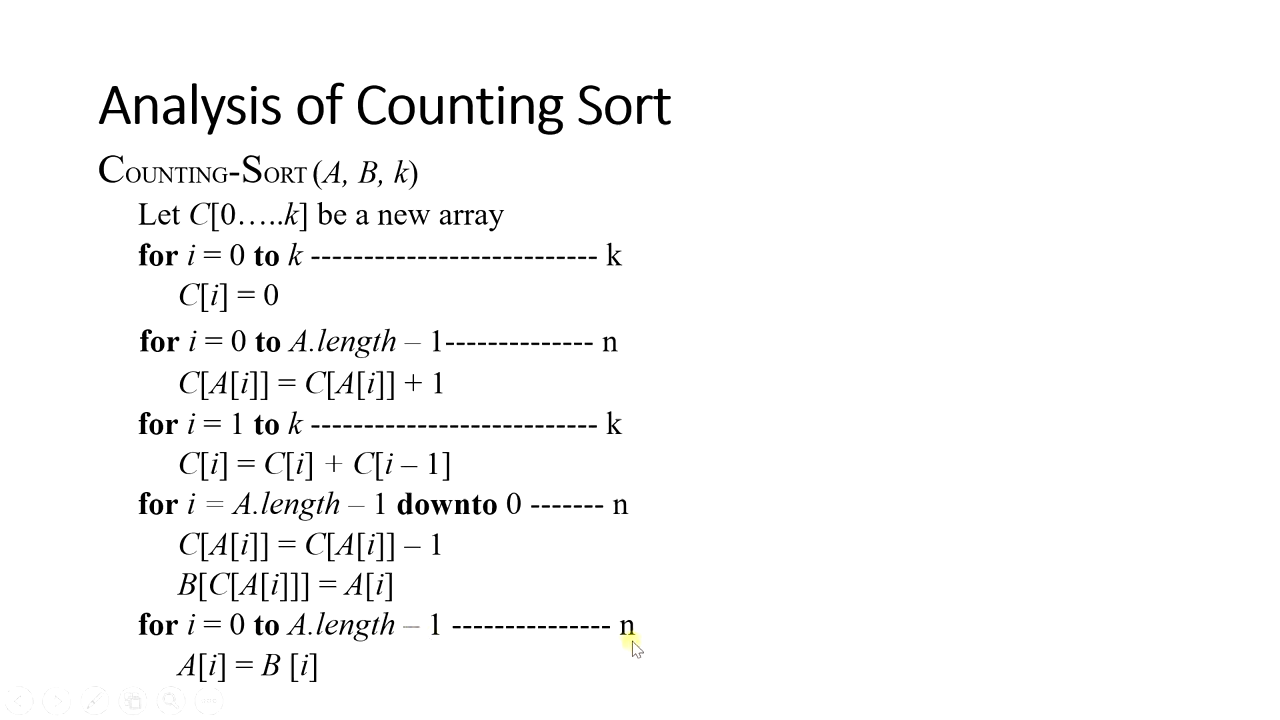 Analysis of Counting Sort
COUNTING-SORT (A, B, k)
Let C[0…..k] be a new array
for i = 0 to k --------------------------- k
C[i] = 0
for i = 0 to A.length – 1-------------- n
C[A[i]] = C[A[i]] + 1
for i = 1 to k --------------------------- k
C[i] = C[i] + C[i – 1]
for i = A.length – 1 downto 0 ------- n
C[A[i]] = C[A[i]] – 1
B[C[A[i]]] = A[i]
for i = 0 to A.length – 1 --------------- n
A[i] = B [i]